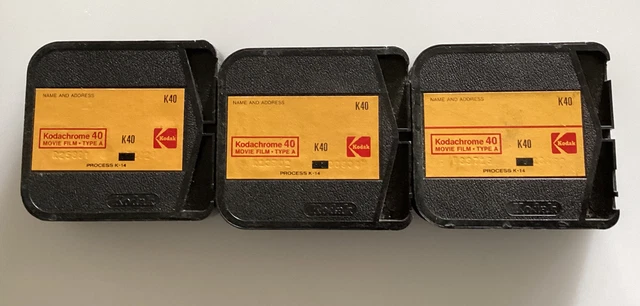 NAME AND ADDRESS
K40
Kodachrome 40
MOVIE FILM · TYPE A
K40
Kodak
PROCESS K-14
Kodak
NAME AND ADDRESS
K40
Kodachrome 40
MOVIE FILM · TYPE A
K40
Kodak
PROCESS K-14
Kodak
NAME AND ADDRESS
K40
Kodachrome 40
MOVIE FILM · TYPE A
K40
Kodak
PROCESS K-14
Kodak